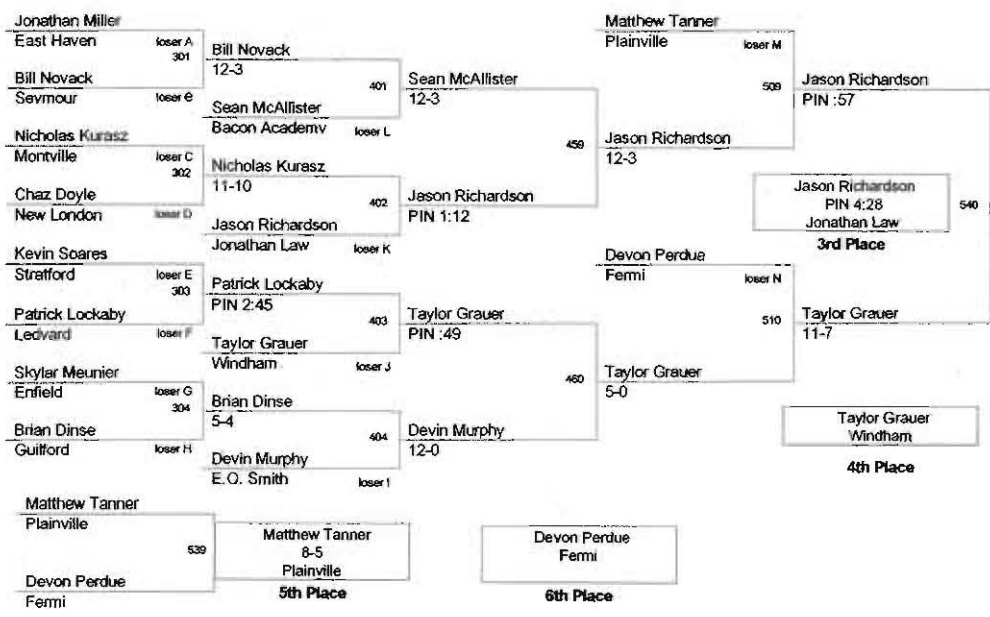 Jonathan Miller
East Haven
loser A
301
Bill Novack
Seymour
loser e
Nicholas Kurasz
Montville
loser C
302
Chaz Doyle
New London
loser D
Kevin Soares
Stratford
loser E
303
Patrick Lockaby
Ledyard
loser F
Skylar Meunier
Enfield
loser G
304
Brian Dinse
Guilford
loser H
Bill Novack
12-3
401
Sean McAllister
Bacon Academy
loser L
Nicholas Kurasz
11-10
402
Jason Richardson
Jonathan Law
loser K
Patrick Lockaby
PIN 2:45
403
Taylor Grauer
Windham
loser J
Brian Dinse
5-4
404
Devin Murphy
E.O. Smith
loser I
Sean McAllister
12-3
459
Jason Richardson
PIN 1:12
Taylor Grauer
PIN :49
460
Devin Murphy
12-0
Matthew Tanner
Plainville
loser M
509
Jason Richardson
12-3
Devon Perdue
Fermi
loser N
510
Taylor Grauer
5-0
Jason Richardson
PIN :57
Jason Richardson
PIN 4:28
Jonathan Law
3rd Place
540
Taylor Grauer
11-7
Taylor Grauer
Windham
4th Place
Matthew Tanner
Plainville
539
Devon Perdue
Fermi
Matthew Tanner
8-5
Plainville
5th Place
Devon Perdue
Fermi
6th Place